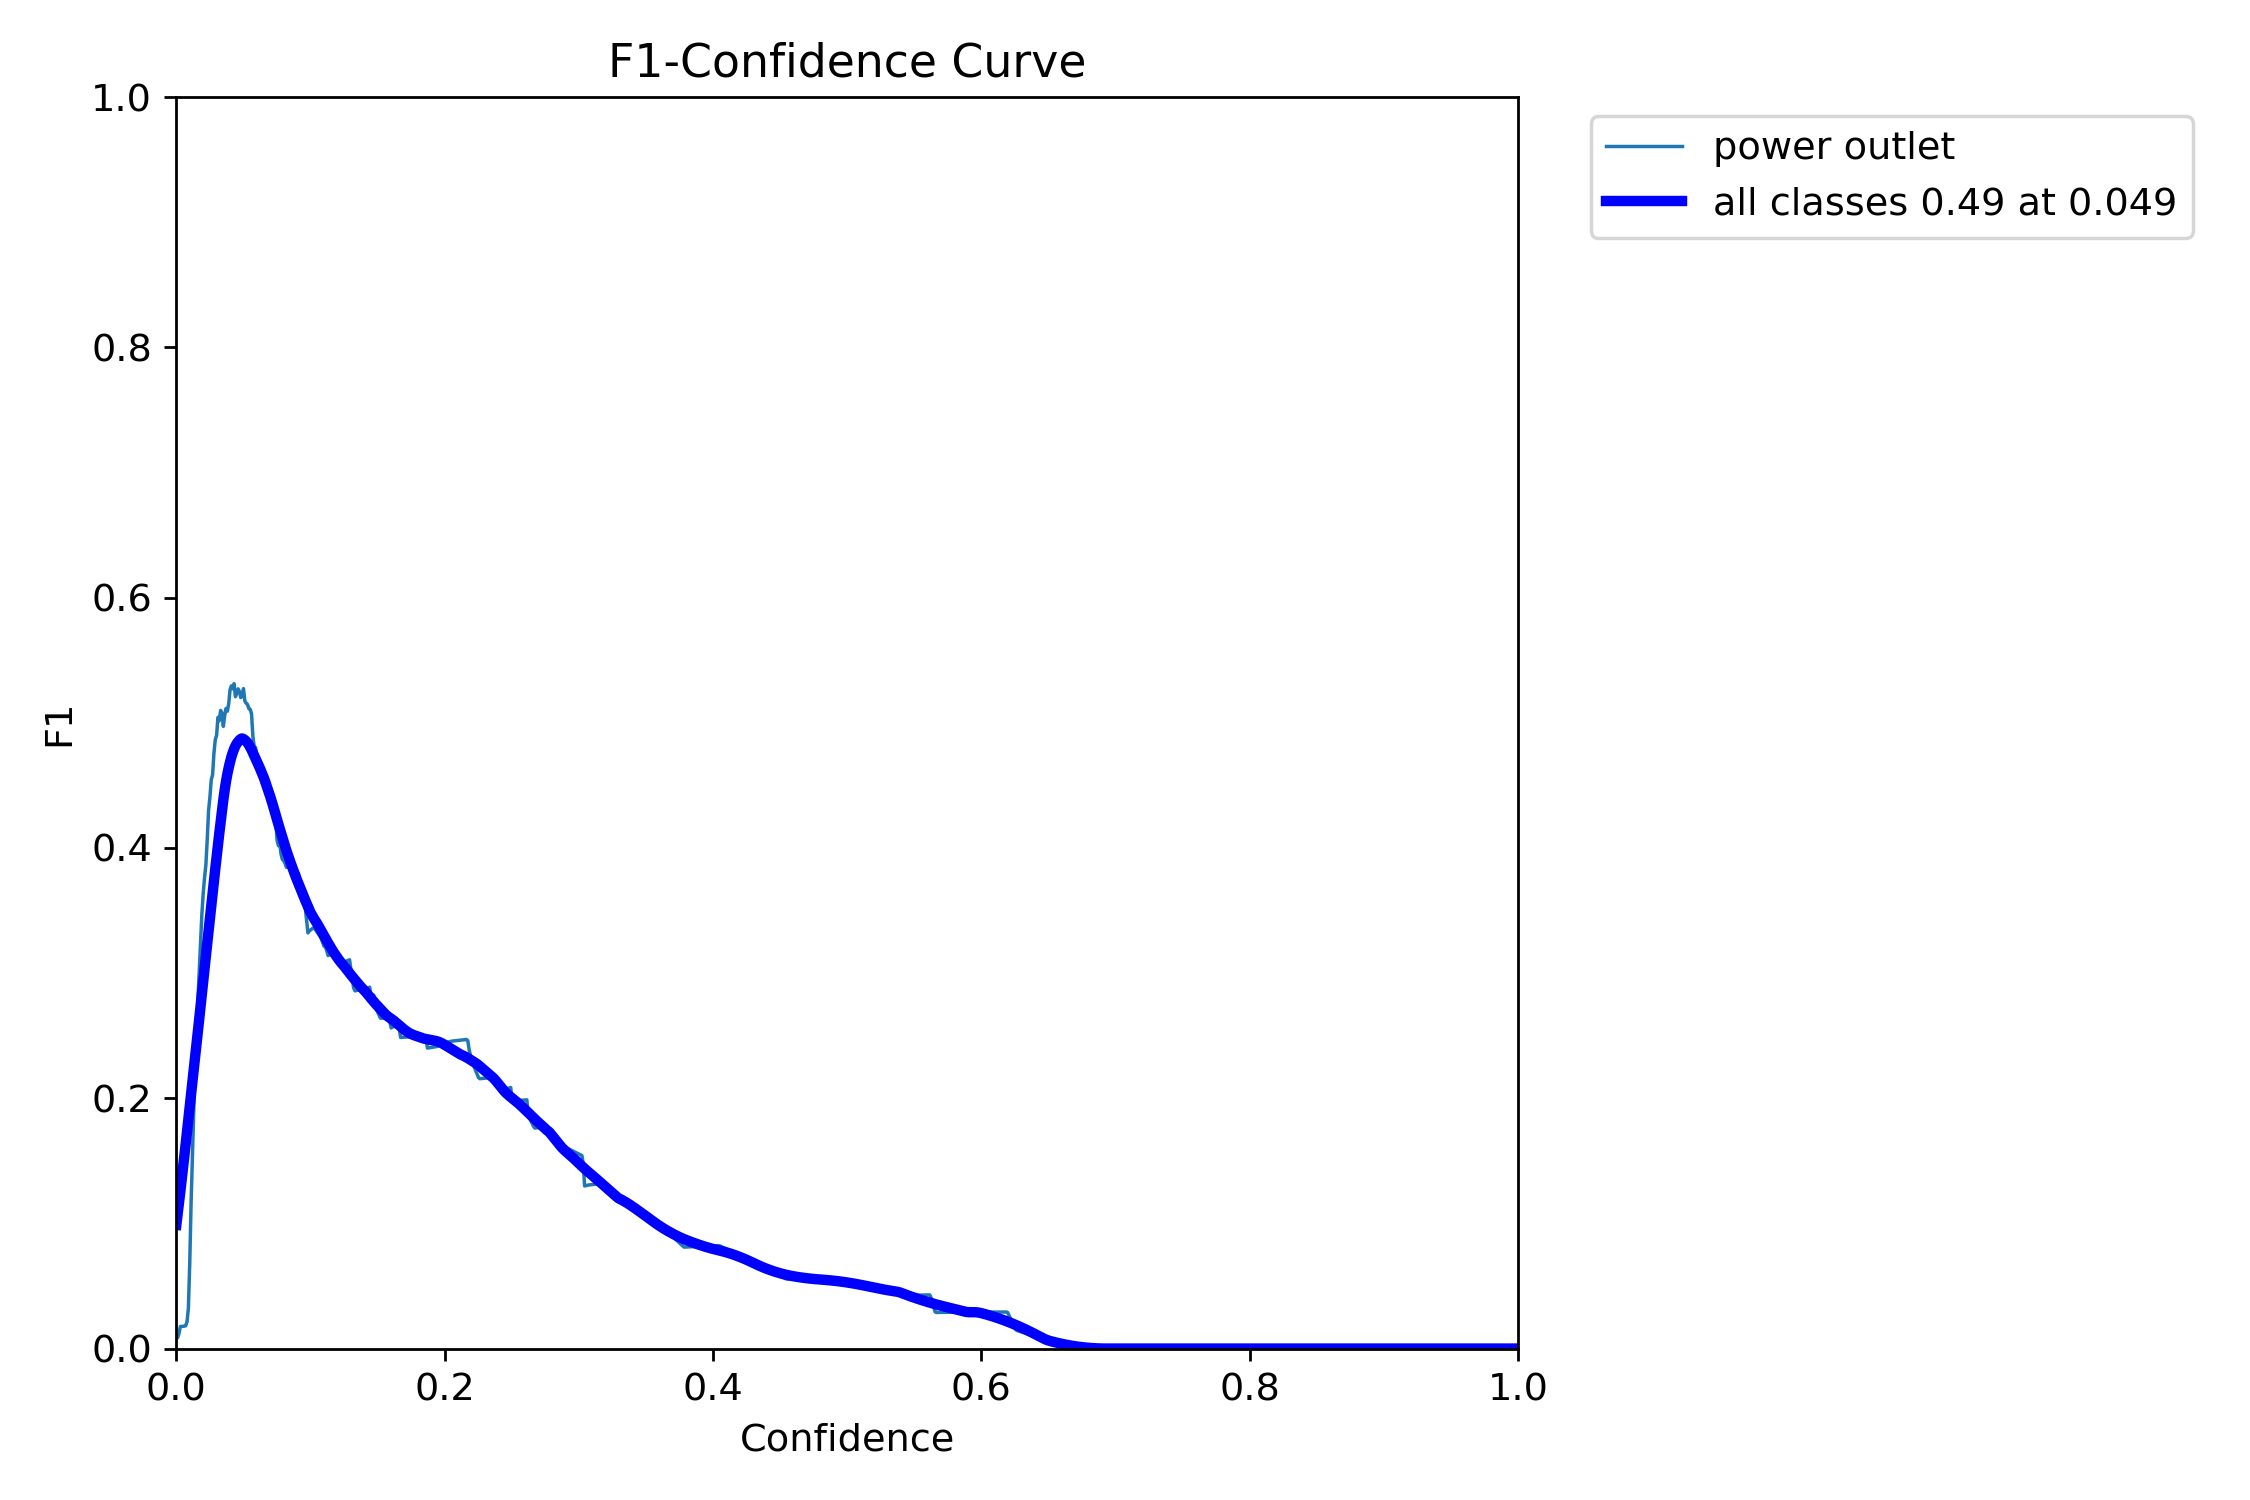 F1-Confidence Curve
1.0
0.8
0.6
0.4
0.2
0.0
F1
0.0 0.2 0.4 0.6 0.8 1.0
Confidence
power outlet
all classes 0.49 at 0.049